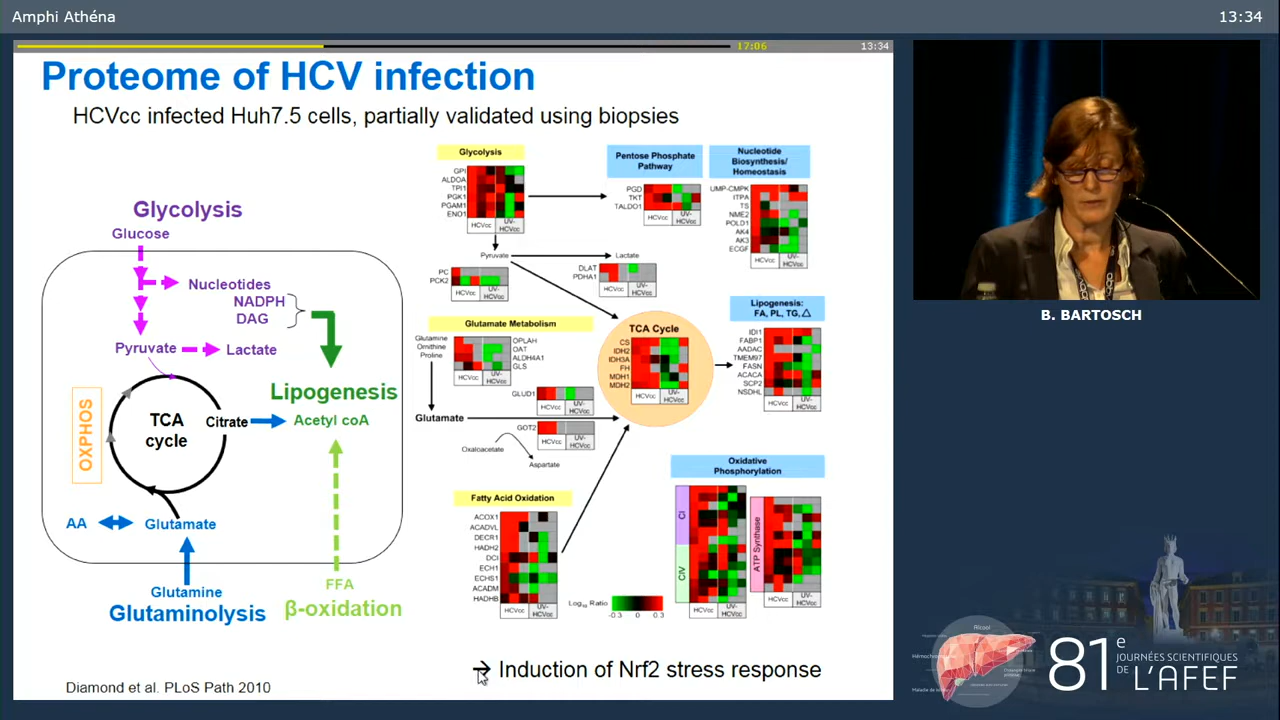 Amphi Athéna
13:34
17:06
13:34
Proteome of HCV infection
HCVcc infected Huh7.5 cells, partially validated using biopsies
Glycolysis
Glucose
Nucleotides
NADPH
DAG
Pyruvate
Lactate
Lipogenesis
OXPHOS
TCA
cycle
Citrate
Acetyl coA
AA
Glutamate
Glutamine
Glutaminolysis
FFA
β-oxidation
Glycolysis
GPI
ALDOA
TPI1
PGK1
PGAM1
ENO1
HCVcc
UV-
HCVcc
Pentose Phosphate
Pathway
PGD
TKT
TALDO1
HCVcc
UV-
HCVcc
Nucleotide
Biosynthesis/
Homeostasis
UMP-CMPK
ITPA
TS
NME2
POLD1
AK4
AK3
ECGF
HCVcc
UV-
HCVcc
Pyruvate
Lactate
PC
PCK2
HCVcc
UV-
HCVcc
DLAT
PDHA1
HCVcc
UV-
HCVcc
Glutamate Metabolism
Glutamine
Ornithine
Proline
OPLAH
OAT
ALDH4A1
GLS
HCVcc
UV-
HCVcc
GLUD1
HCVcc
UV-
HCVcc
Glutamate
GOT2
HCVcc
UV-
HCVcc
Oxaloacetate
Aspartate
TCA Cycle
CS
IDH2
IDH3A
FH
MDH1
MDH2
HCVcc
UV-
HCVcc
Lipogenesis:
FA, PL, TG, △
IDI1
FABP1
AADAC
TMEM97
FASN
ACACA
SCP2
NSDHL
HCVcc
UV-
HCVcc
Fatty Acid Oxidation
ACOX1
ACADVL
DECR1
HADH2
DCI
ECH1
ECHS1
ACADM
HADHB
HCVcc
UV-
HCVcc
Log₁₀ Ratio
-0.3 0 0.3
Oxidative
Phosphorylation
CI
CIV
HCVcc
UV-
HCVcc
ATP Synthase
HCVcc
UV-
HCVcc
→ Induction of Nrf2 stress response
Diamond et al. PLoS Path 2010
B. BARTOSCH
Alcool
81e
JOURNÉES SCIENTIFIQUES
DE L'AFEF